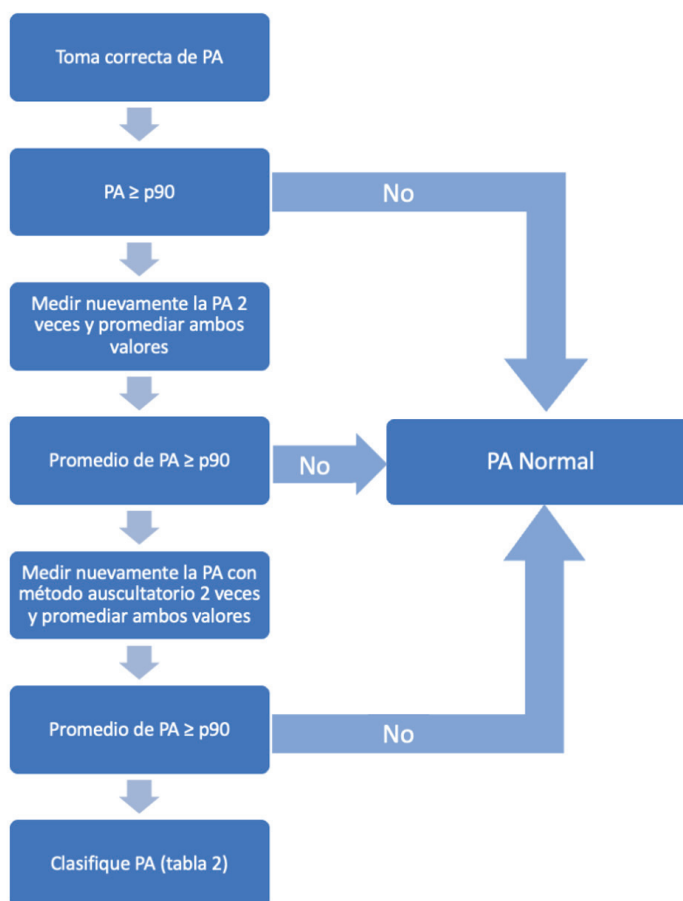 Toma correcta de PA
PA ≥ p90
No
Medir nuevamente la PA 2
veces y promediar ambos
valores
Promedio de PA ≥ p90
No
PA Normal
Medir nuevamente la PA con
método auscultatorio 2 veces
y promediar ambos valores
Promedio de PA ≥ p90
No
Clasifique PA (tabla 2)